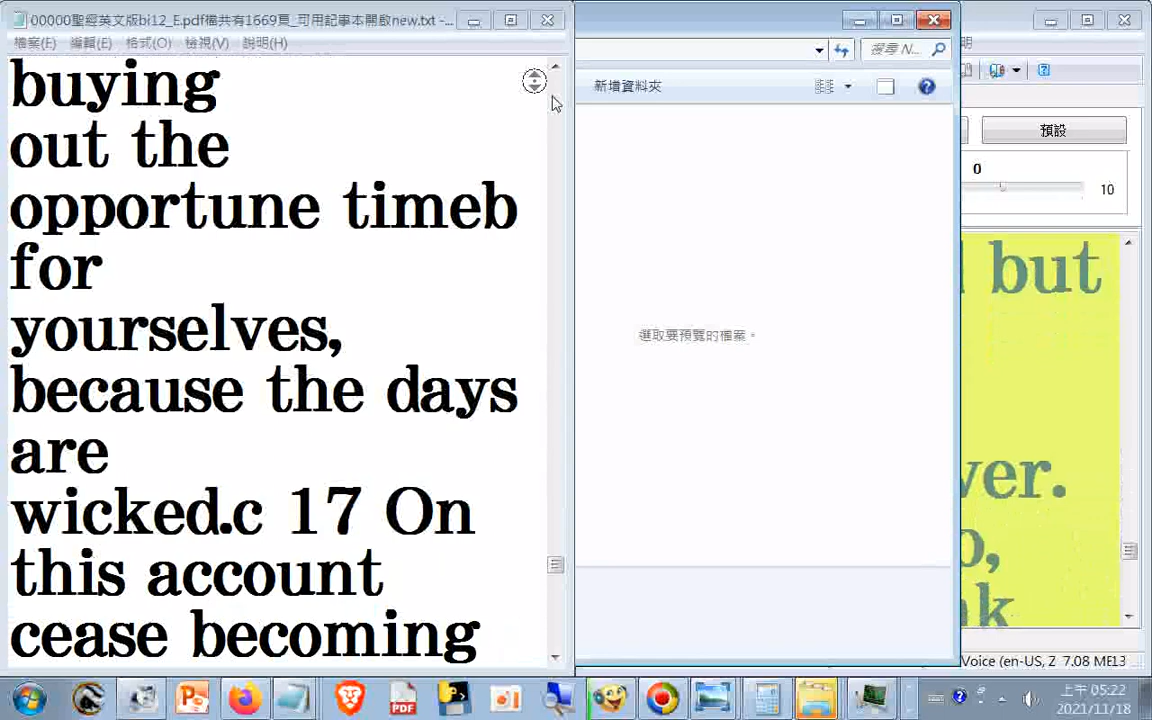 00000聖經英文版bi12_E.pdf檔共有1669頁_可用記事本開啟new.txt -...
檔案(E) 編輯(E) 格式(O) 檢視(V) 說明(H)
buying
out the
opportune timeb
for
yourselves,
because the days
are
wicked.c 17 On
this account
cease becoming
搜尋 N...
新增資料夾
選取要預覽的檔案。
明
預設
0
10
but
ver.
Voice (en-US, Z 7.08 ME13
PDF
上午 05:22
2021/11/18